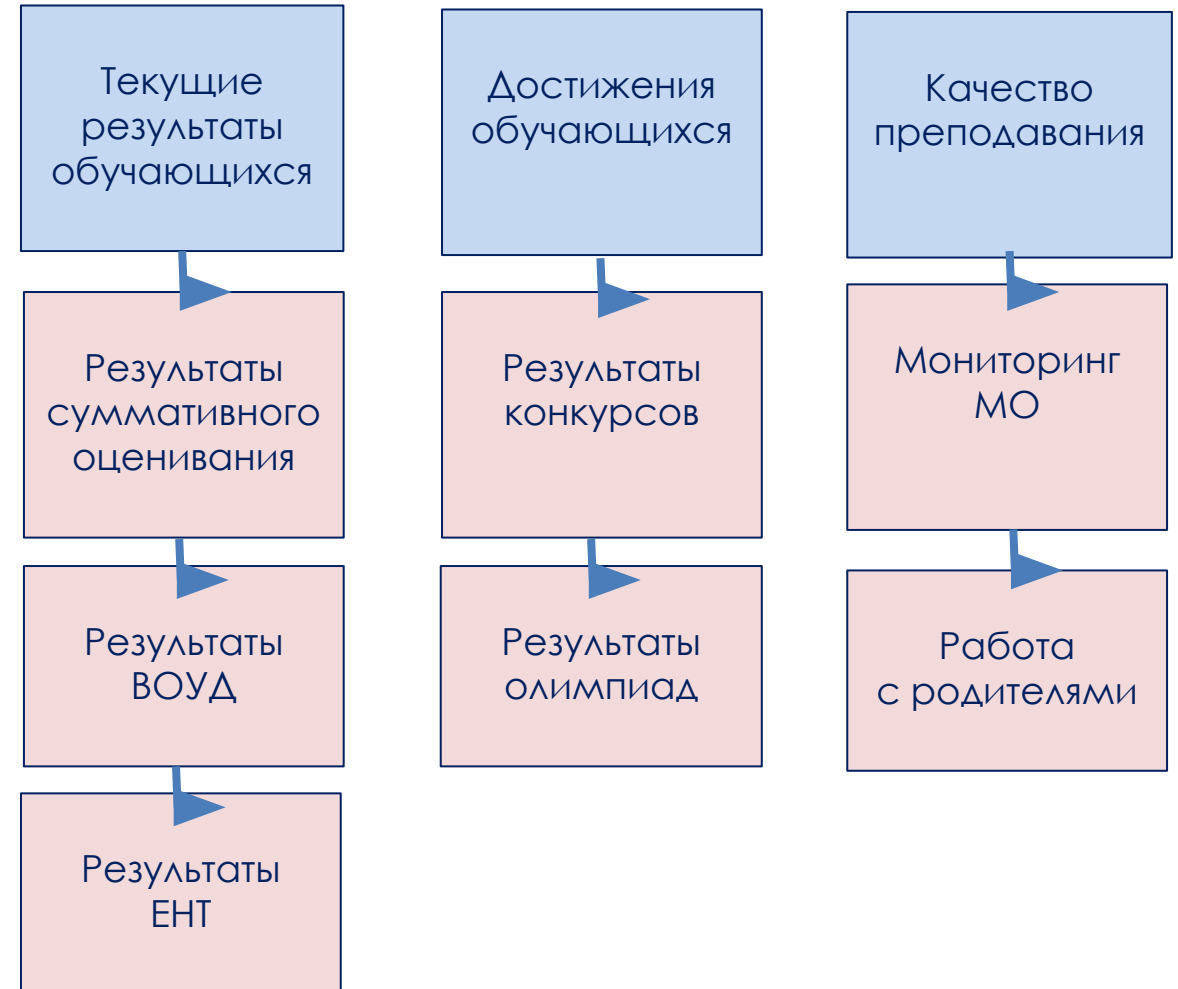 Текущие
результаты
обучающихся
Результаты
суммативного
оценивания
Результаты
ВОУД
Результаты
ЕНТ
Достижения
обучающихся
Результаты
конкурсов
Результаты
олимпиад
Качество
преподавания
Мониторинг
МО
Работа
с родителями